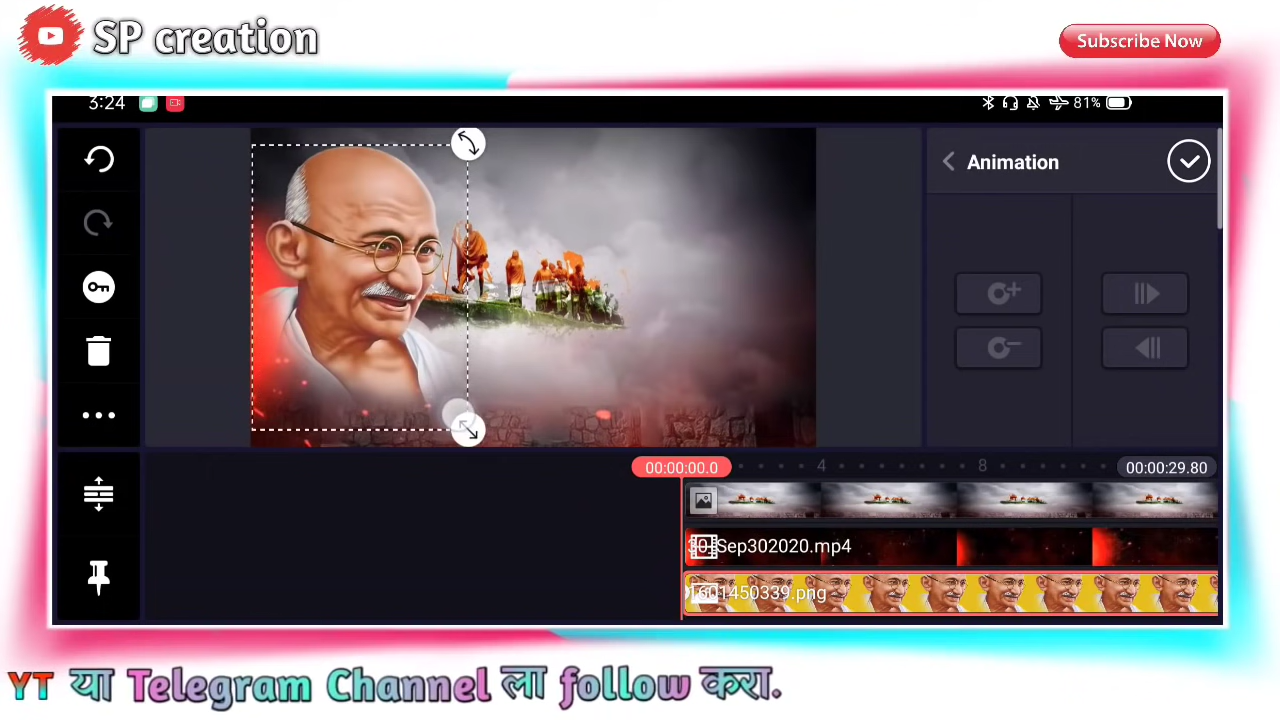 SP creation
Subscribe Now
3:24
81%
Animation
00:00:00.0
4
8
00:00:29.80
30 Sep302020.mp4
1601450339.png
YT या Telegram Channel ला follow करा.